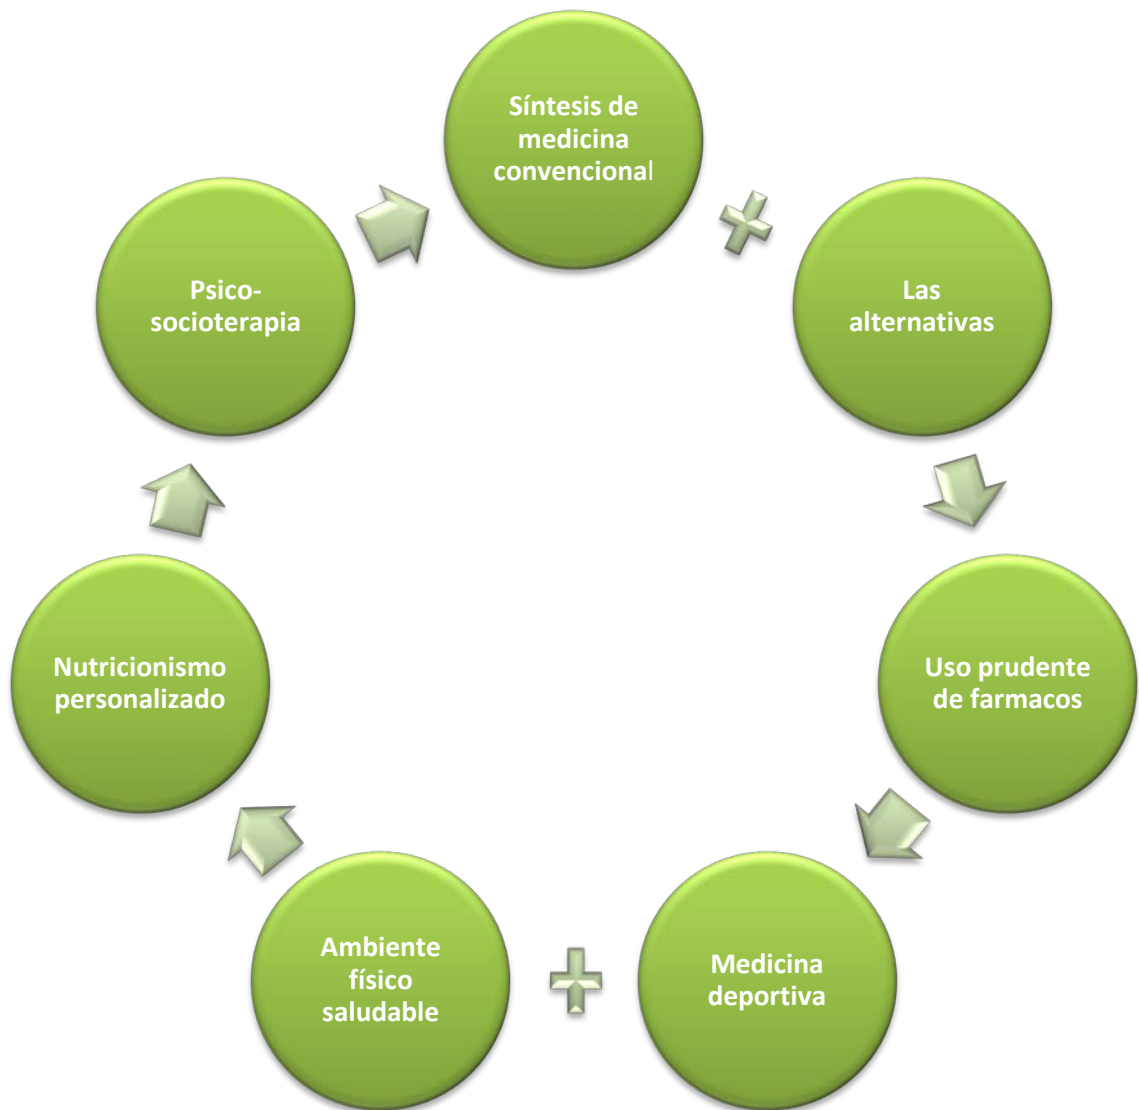 Síntesis de
medicina
convencional
Las
alternativas
Uso prudente
de farmacos
Medicina
deportiva
Ambiente
físico
saludable
Nutricionismo
personalizado
Psico-
socioterapia